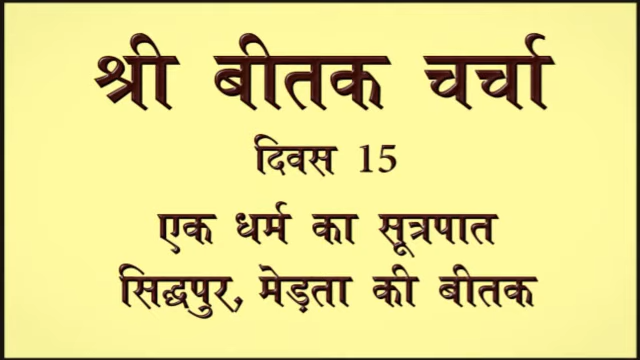 श्री बीतक चर्चा
दिवस 15
एक धर्म का सूत्रपात
सिद्धपुर, मेड़ता की बीतक